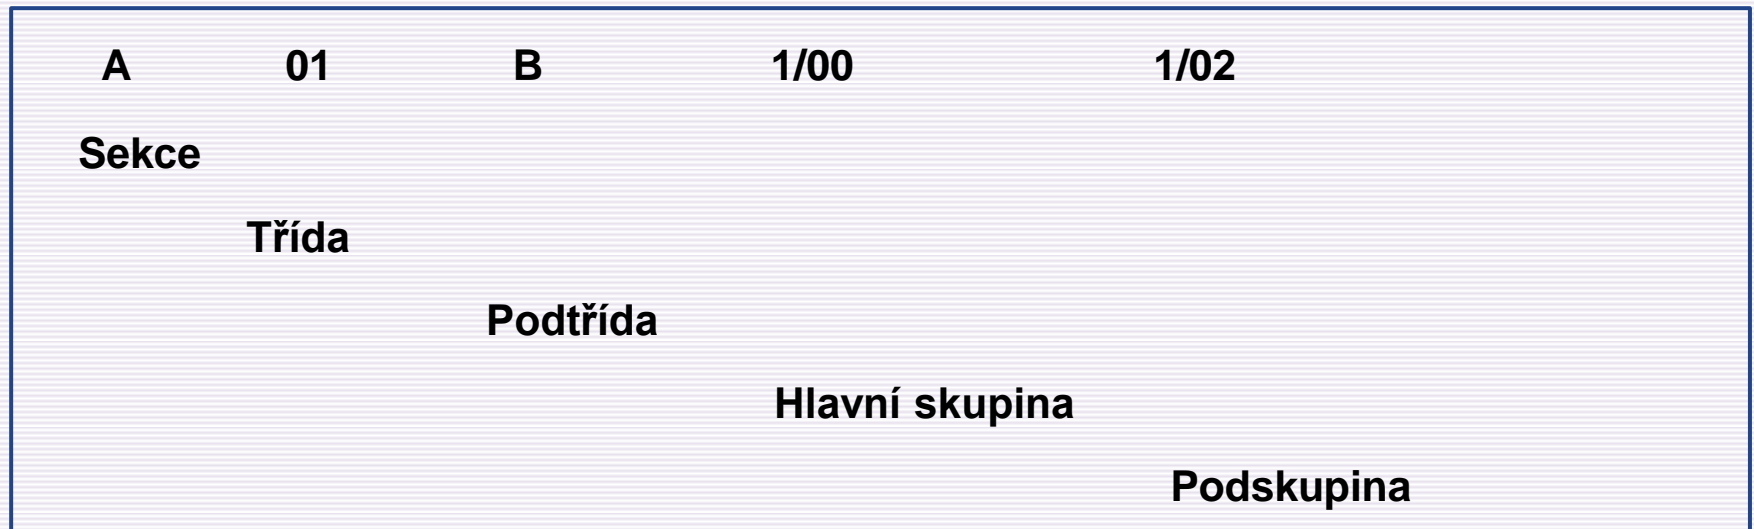 A 01 B 1/00 1/02
Sekce
Třída
Podtřída
Hlavní skupina
Podskupina